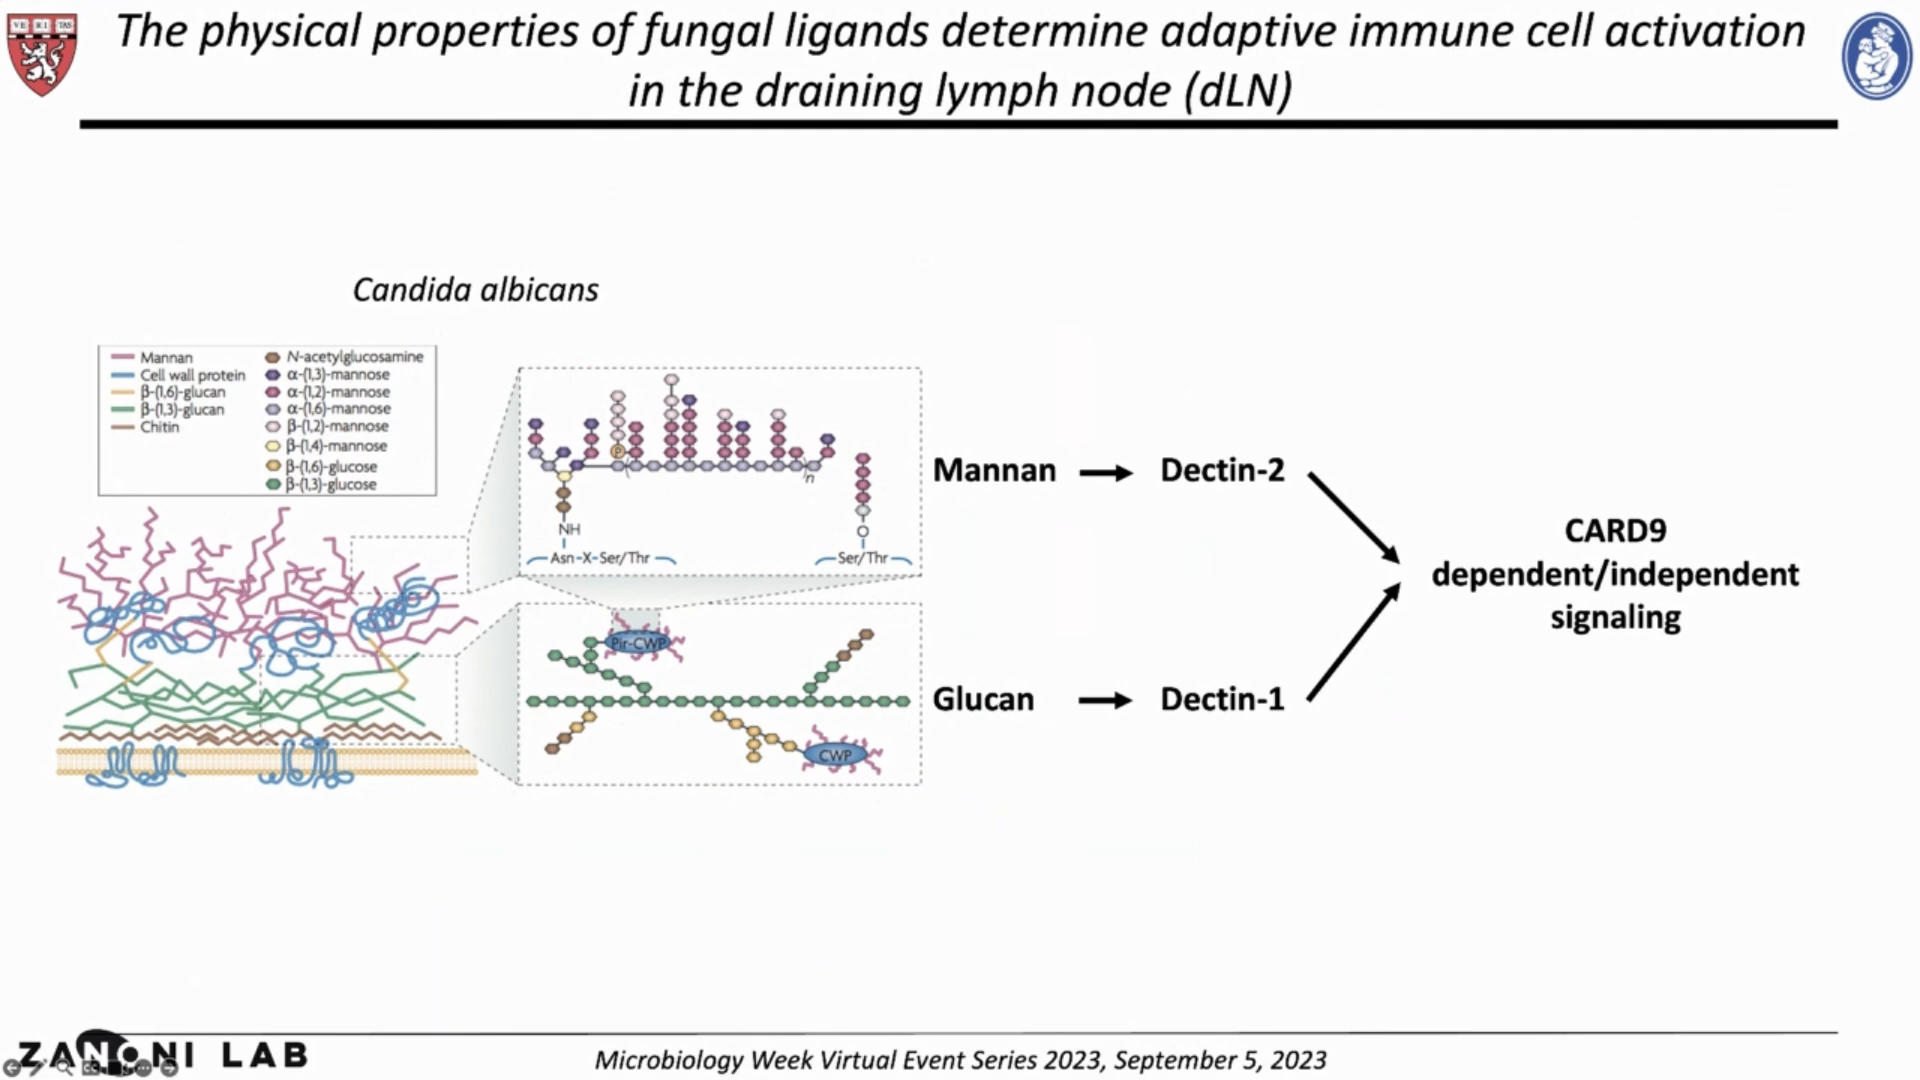 VE RI TAS
The physical properties of fungal ligands determine adaptive immune cell activation
in the draining lymph node (dLN)
Candida albicans
Mannan
Cell wall protein
β-(1,6)-glucan
β-(1,3)-glucan
Chitin
N-acetylglucosamine
α-(1,3)-mannose
α-(1,2)-mannose
α-(1,6)-mannose
β-(1,2)-mannose
β-(1,4)-mannose
β-(1,6)-glucose
β-(1,3)-glucose
P
n
NH
Asn-X-Ser/Thr
O
Ser/Thr
Pir-CWP
CWP
Mannan
Dectin-2
Glucan
Dectin-1
CARD9
dependent/independent
signaling
ZANONI LAB
Microbiology Week Virtual Event Series 2023, September 5, 2023